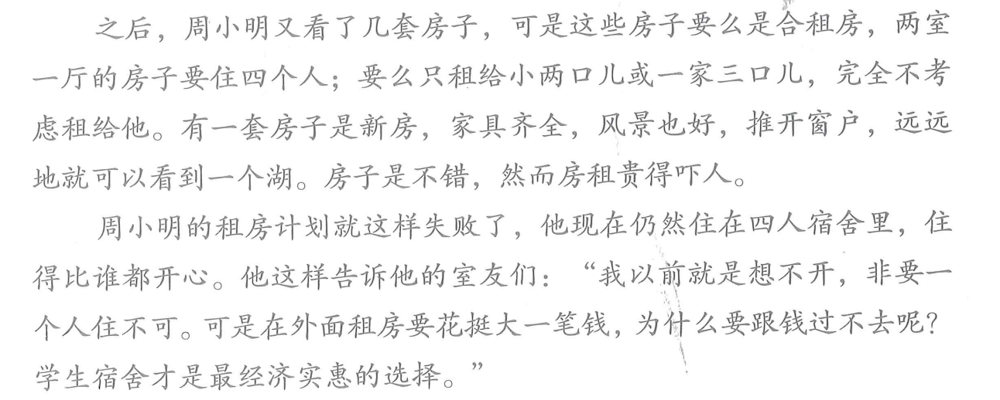 之后，周小明又看了几套房子，可是这些房子要么是合租房，两室
一厅的房子要住四个人；要么只租给小两口儿或一家三口儿，完全不考
虑租给他。有一套房子是新房，家具齐全，风景也好，推开窗户，远远
地就可以看到一个湖。房子是不错，然而房租贵得吓人。
周小明的租房计划就这样失败了，他现在仍然住在四人宿舍里，住
得比谁都开心。他这样告诉他的室友们：“我以前就是想不开，非要一
个人住不可。可是在外面租房要花挺大一笔钱，为什么要跟钱过不去呢？
学生宿舍才是最经济实惠的选择。”